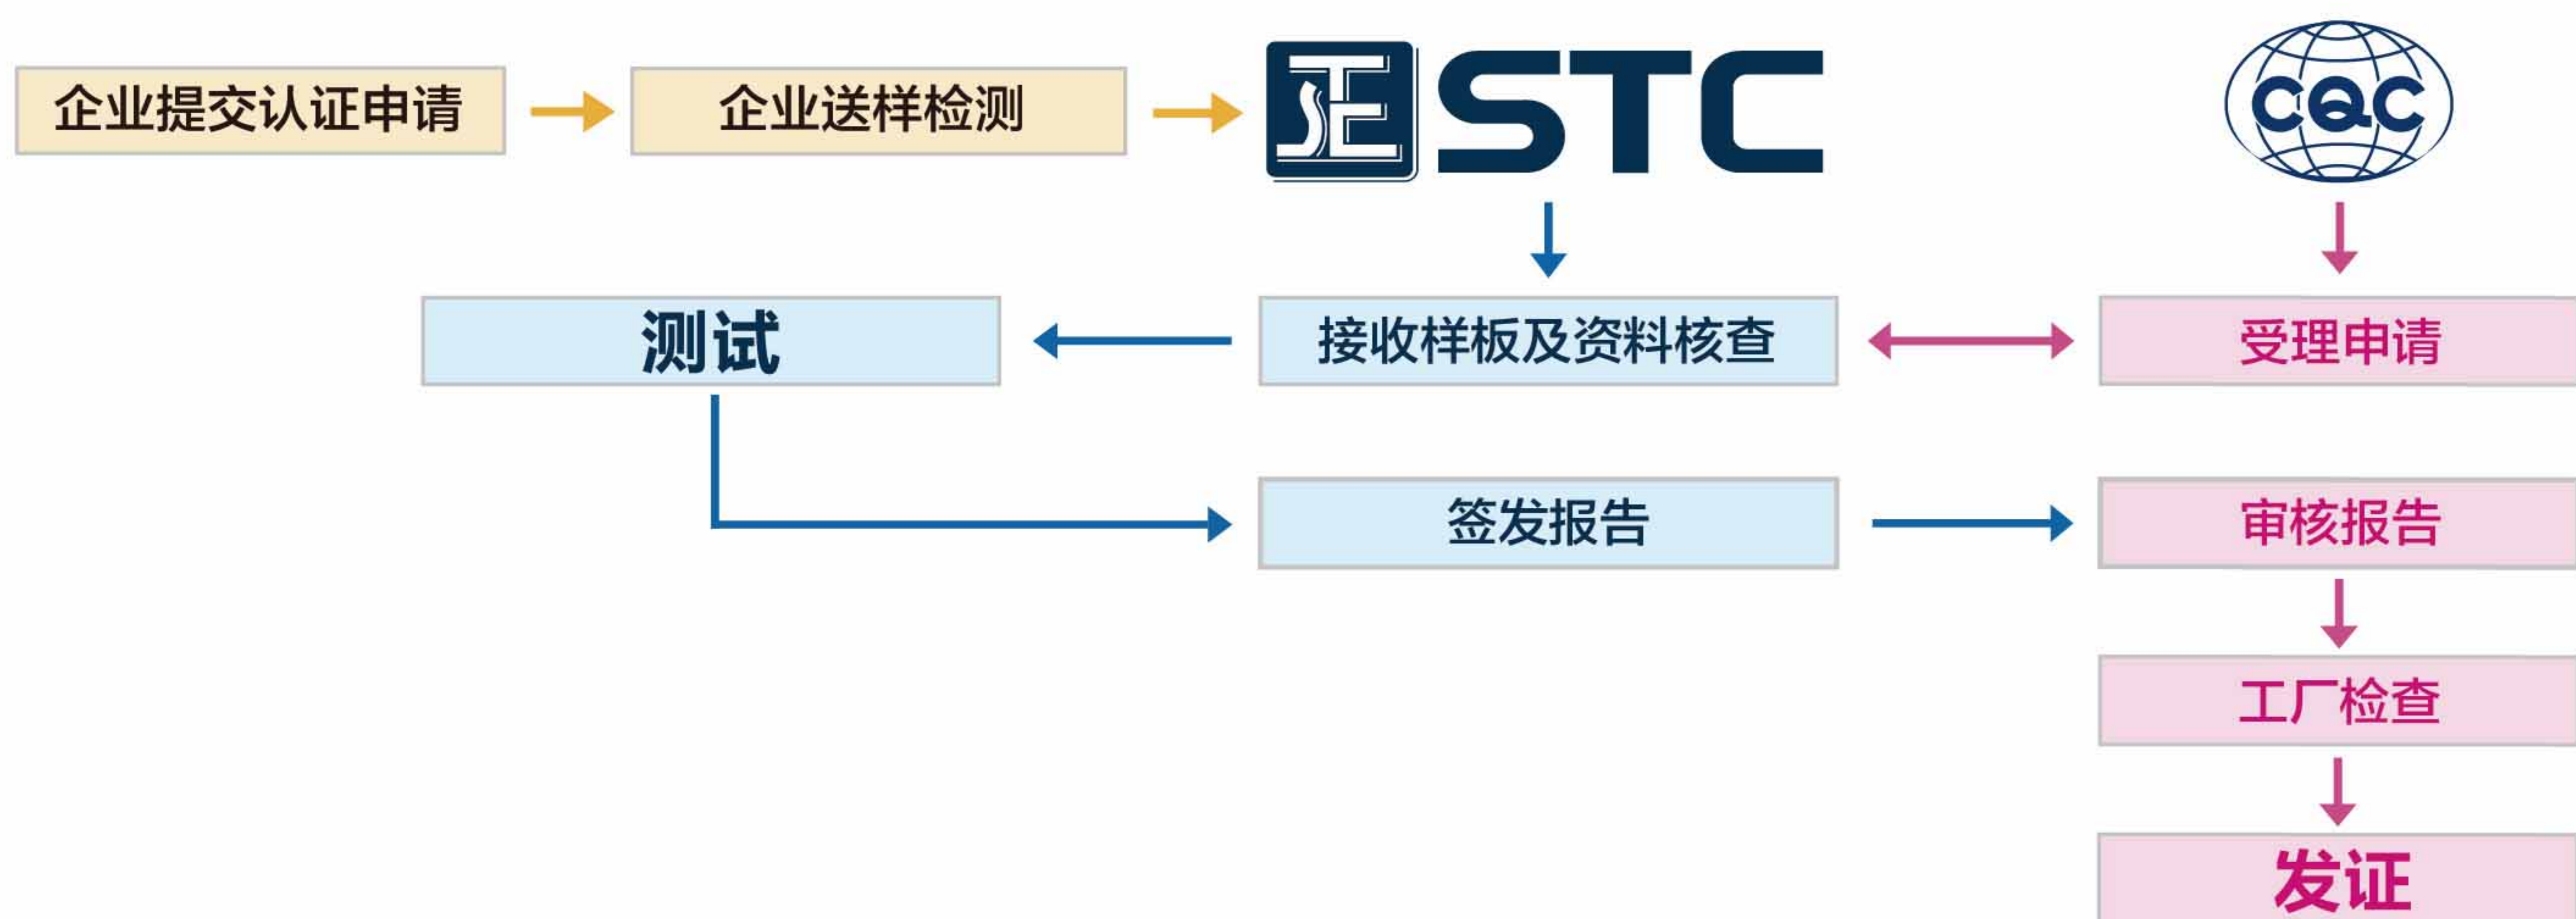 企业提交认证申请
企业送样检测
STC
CQC
测试
接收样板及资料核查
受理申请
签发报告
审核报告
工厂检查
发证